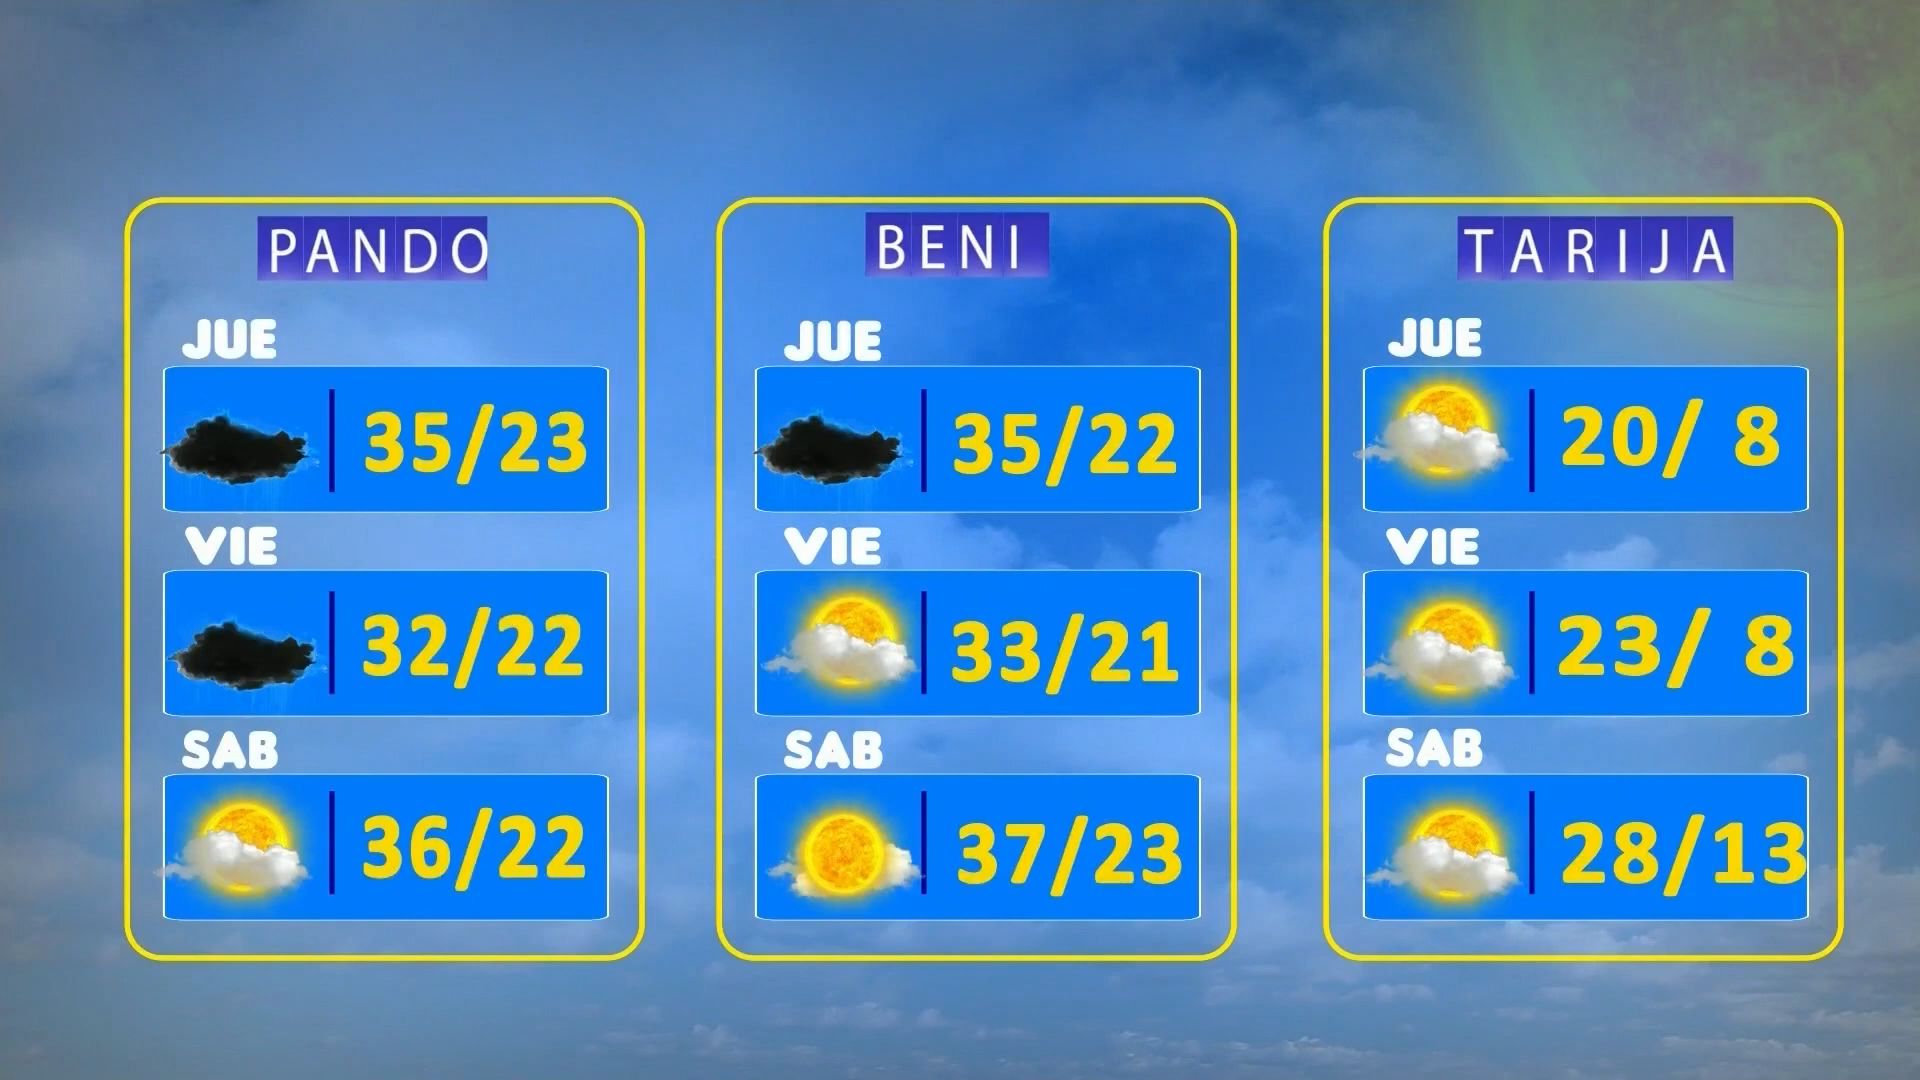 PANDO
JUE
35/23
VIE
32/22
SAB
36/22
BENI
JUE
35/22
VIE
33/21
SAB
37/23
TARIJA
JUE
20/ 8
VIE
23/ 8
SAB
28/13